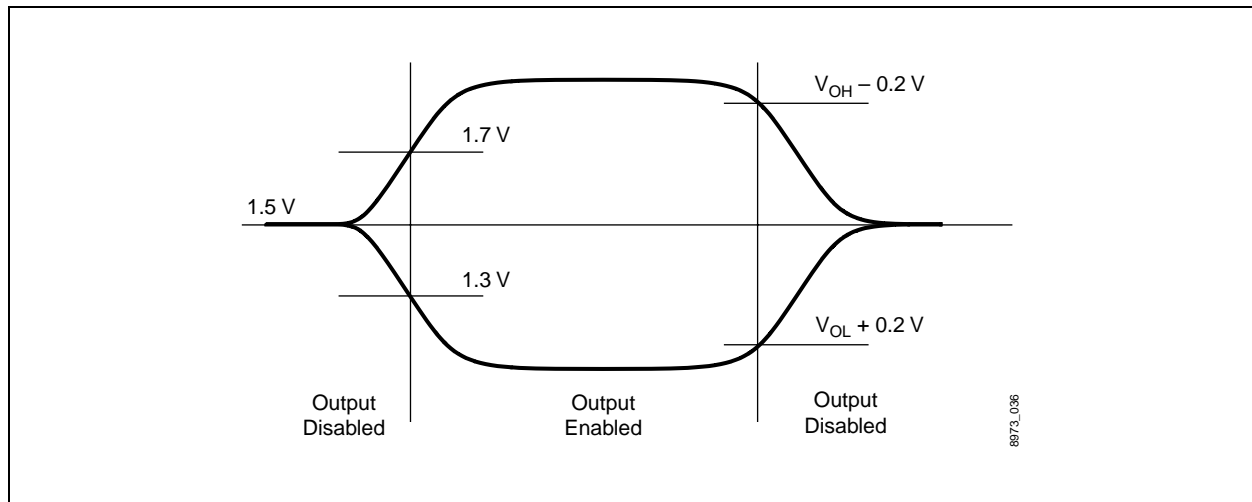 V_OH – 0.2 V
1.7 V
1.5 V
1.3 V
V_OL + 0.2 V
Output
Disabled
Output
Enabled
Output
Disabled
8973_036